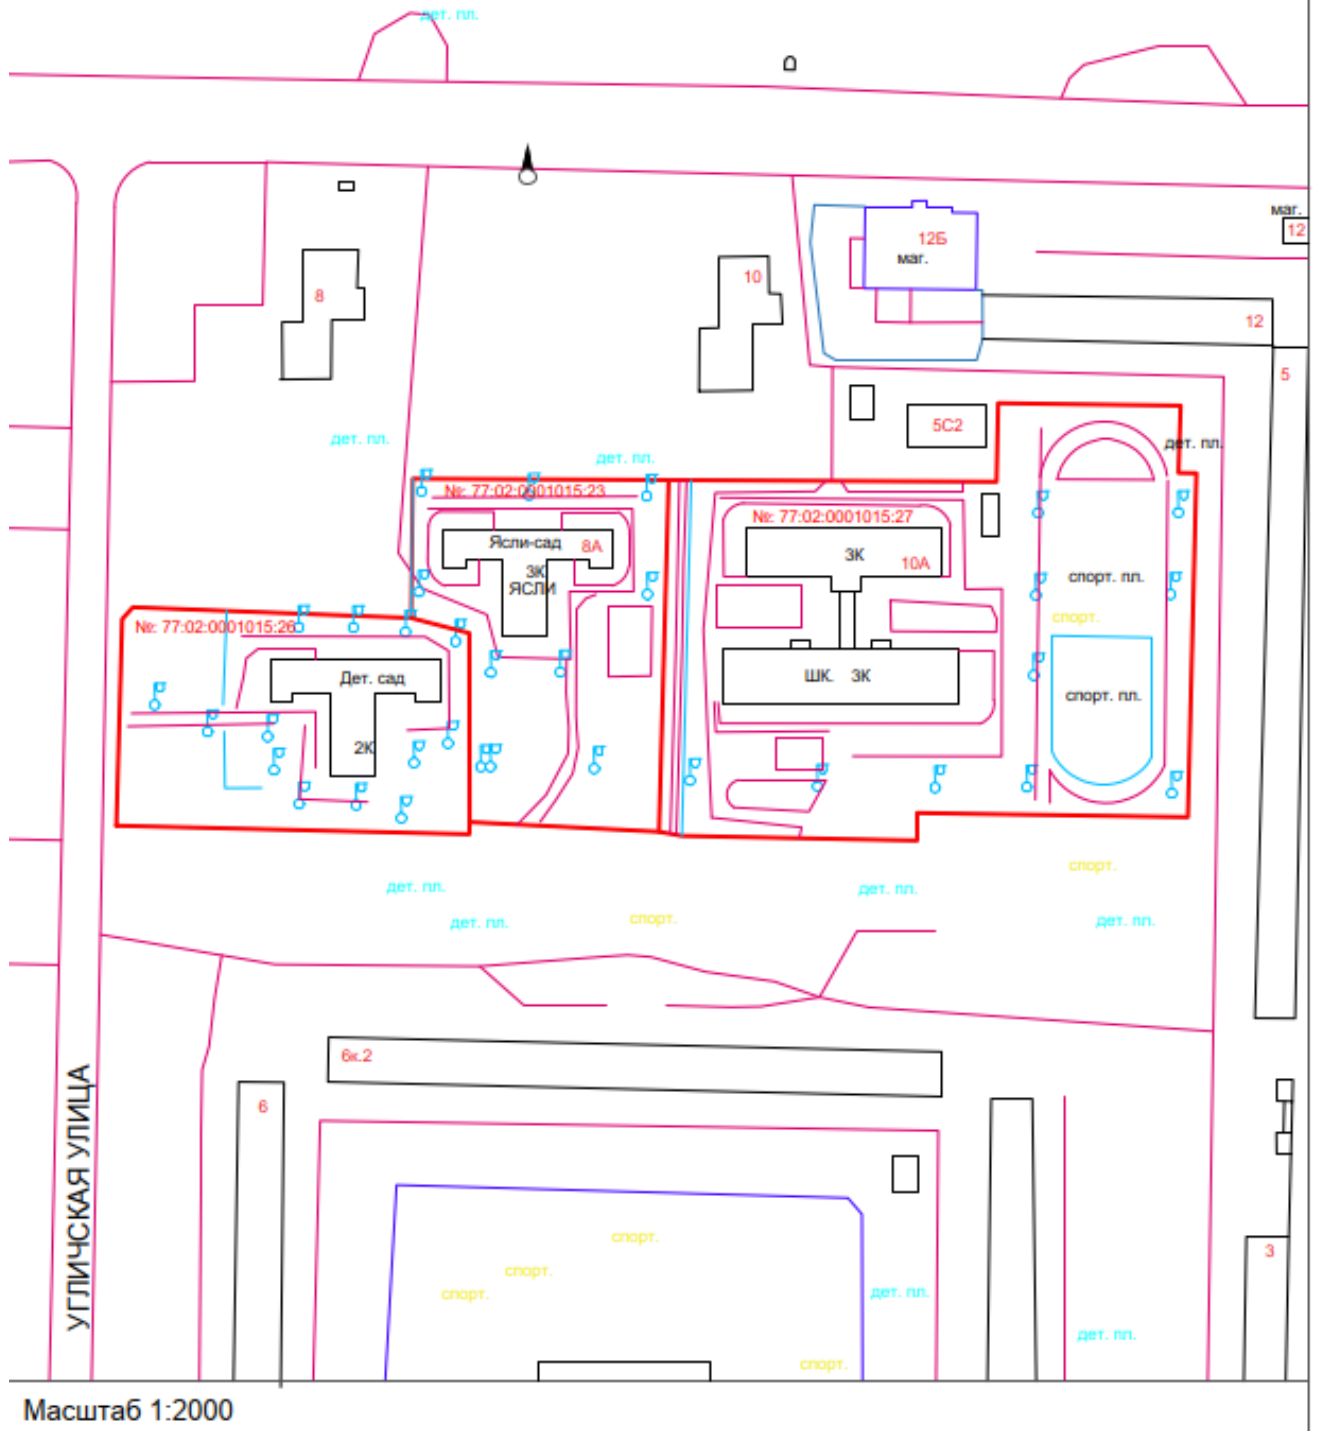 дет. пл.
маг.
12
12Б
маг.
8
10
12
5
5С2
дет. пл.
дет. пл.
дет. пл.
№: 77:02:0001015:23
№: 77:02:0001015:27
Ясли-сад
8А
3К
ЯСЛИ
3К
10А
спорт. пл.
спорт.
№: 77:02:0001015:26
Дет. сад
2К
ШК. 3К
спорт. пл.
спорт.
дет. пл.
дет. пл.
дет. пл.
спорт.
дет. пл.
6к.2
6
УГЛИЧСКАЯ УЛИЦА
спорт.
3
спорт.
спорт.
дет. пл.
дет. пл.
спорт.
Масштаб 1:2000